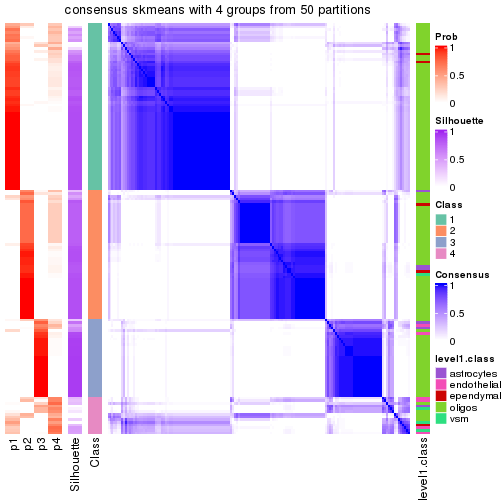 consensus skmeans with 4 groups from 50 partitions
Prob
1
0.5
0
Silhouette
1
0.5
0
Class
1
2
3
4
Consensus
1
0.5
0
level1.class
astrocytes
endothelial
ependymal
oligos
vsm
p1
p2
p3
p4
Silhouette
Class
level1.class